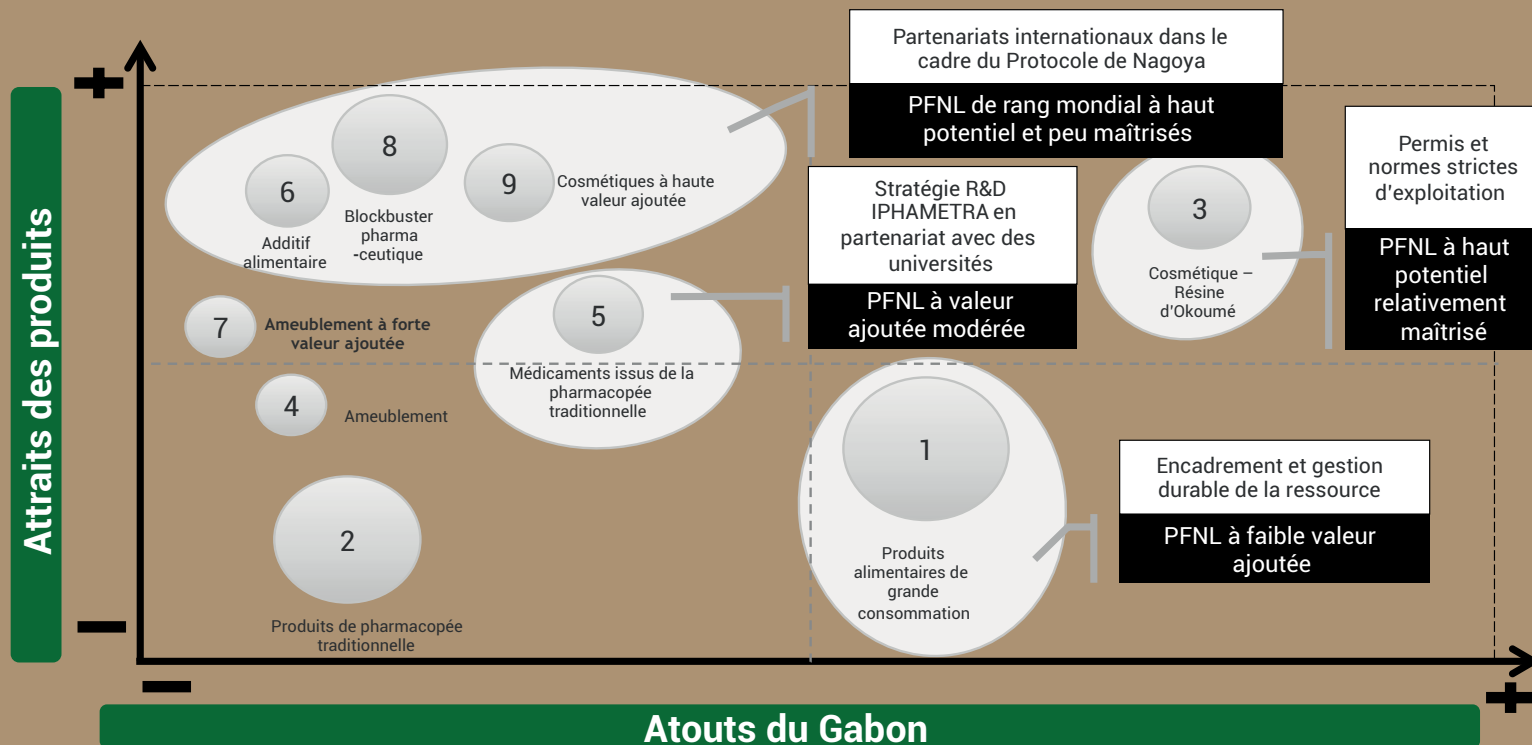 Attraits des produits
+
Partenariats internationaux dans le
cadre du Protocole de Nagoya
PFNL de rang mondial à haut
potentiel et peu maîtrisés
Permis et
normes strictes
d'exploitation
PFNL à haut
potentiel
relativement
maîtrisé
8
6
9
Cosmétiques à haute
valeur ajoutée
Blockbuster
pharma
-ceutique
Additif
alimentaire
Stratégie R&D
IPHAMETRA en
partenariat avec des
universités
PFNL à valeur
ajoutée modérée
3
Cosmétique –
Résine
d'Okoumé
7
Ameublement à forte
valeur ajoutée
5
Médicaments issus de la
pharmacopée
traditionnelle
4
Ameublement
1
Produits
alimentaires de
grande
consommation
Encadrement et gestion
durable de la ressource
PFNL à faible valeur
ajoutée
2
Produits de pharmacopée
traditionnelle
–
–
+
Atouts du Gabon